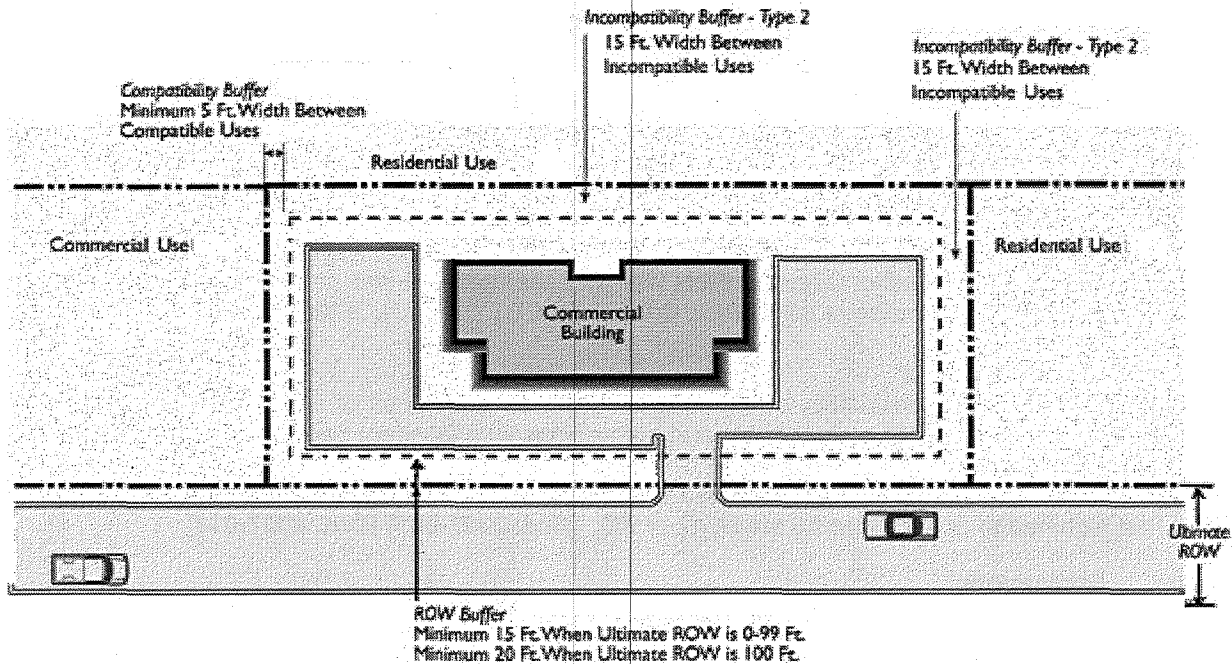 Incompatibility Buffer - Type 2
15 Ft. Width Between
Incompatible Uses
Incompatibility Buffer - Type 2
15 Ft. Width Between
Incompatible Uses
Compatibility Buffer
Minimum 5 Ft. Width Between
Compatible Uses
Residential Use
Commercial Use
Residential Use
Commercial
Building
Ultimate
ROW
ROW Buffer
Minimum 15 Ft. When Ultimate ROW is 0-99 Ft.
Minimum 20 Ft. When Ultimate ROW is 100 Ft.